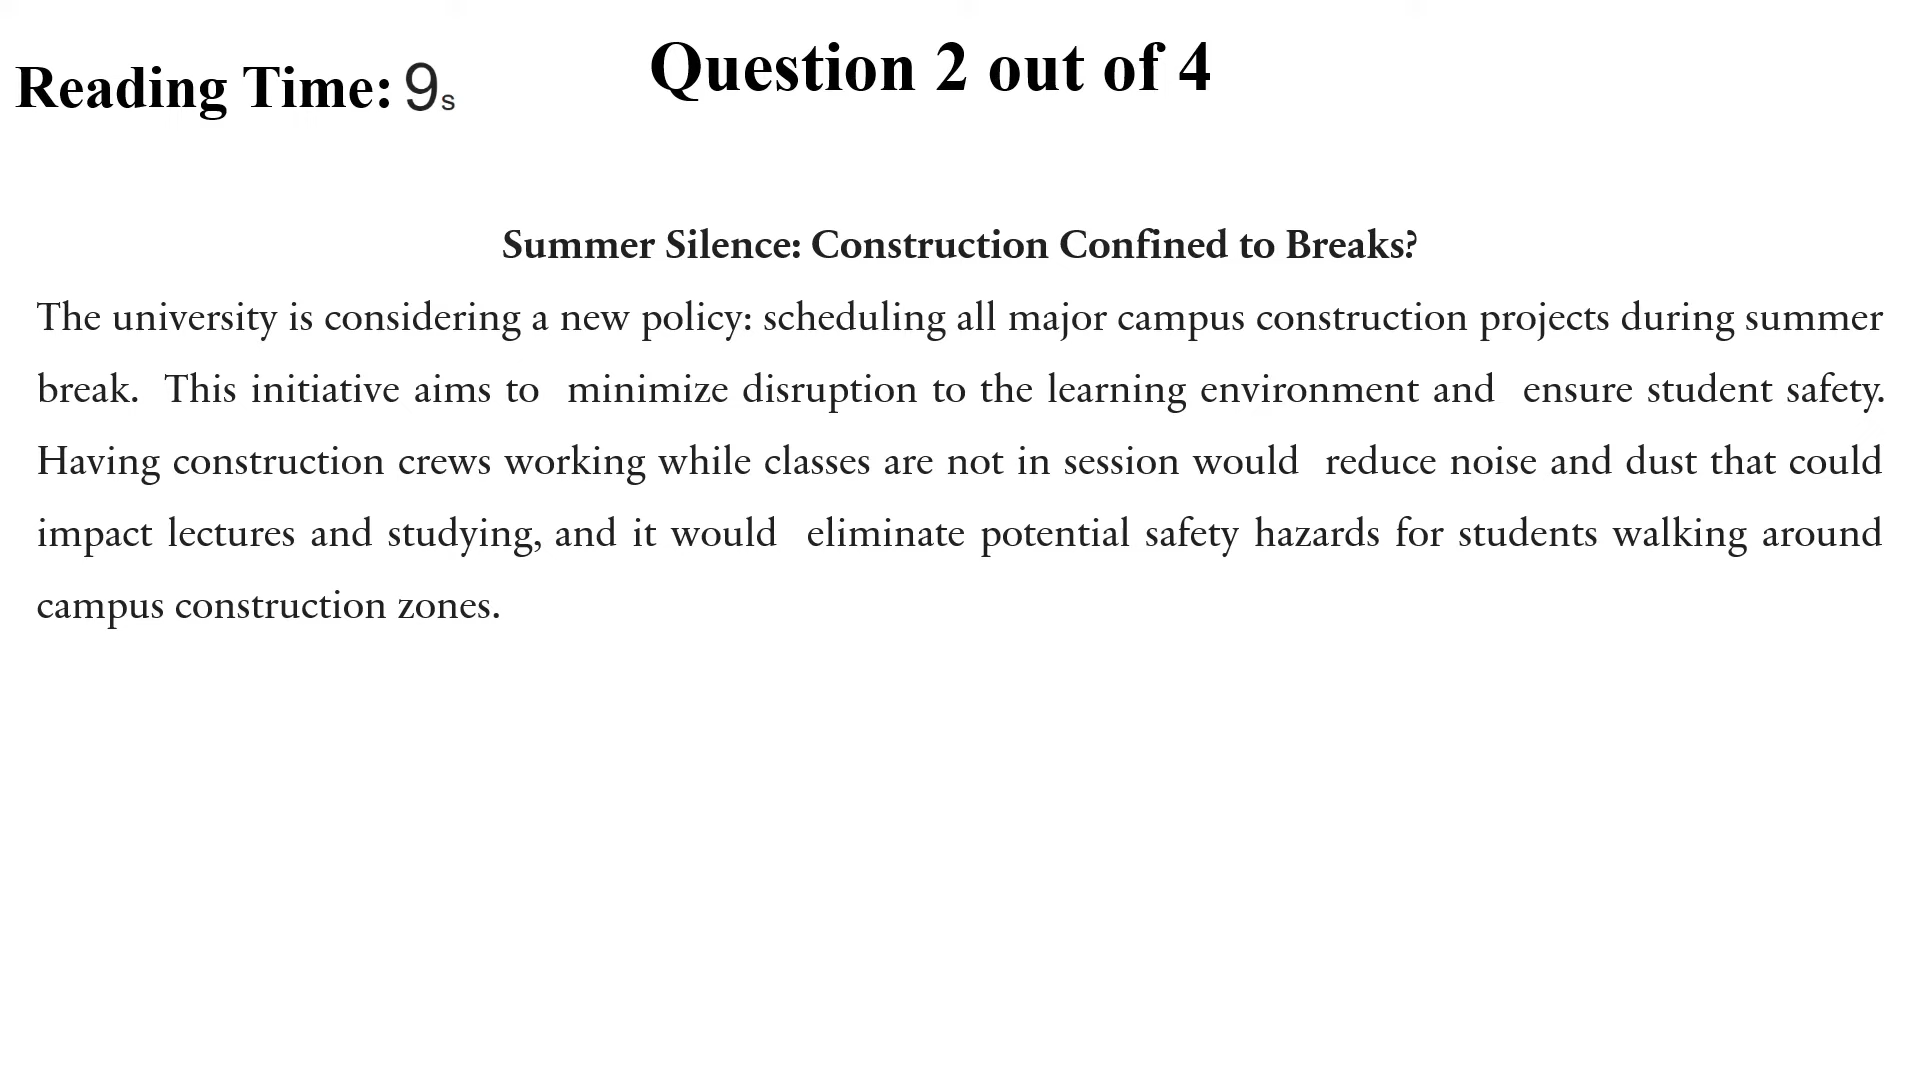 Reading Time: 9s
Question 2 out of 4
Summer Silence: Construction Confined to Breaks?
The university is considering a new policy: scheduling all major campus construction projects during summer
break. This initiative aims to minimize disruption to the learning environment and ensure student safety.
Having construction crews working while classes are not in session would reduce noise and dust that could
impact lectures and studying, and it would eliminate potential safety hazards for students walking around
campus construction zones.